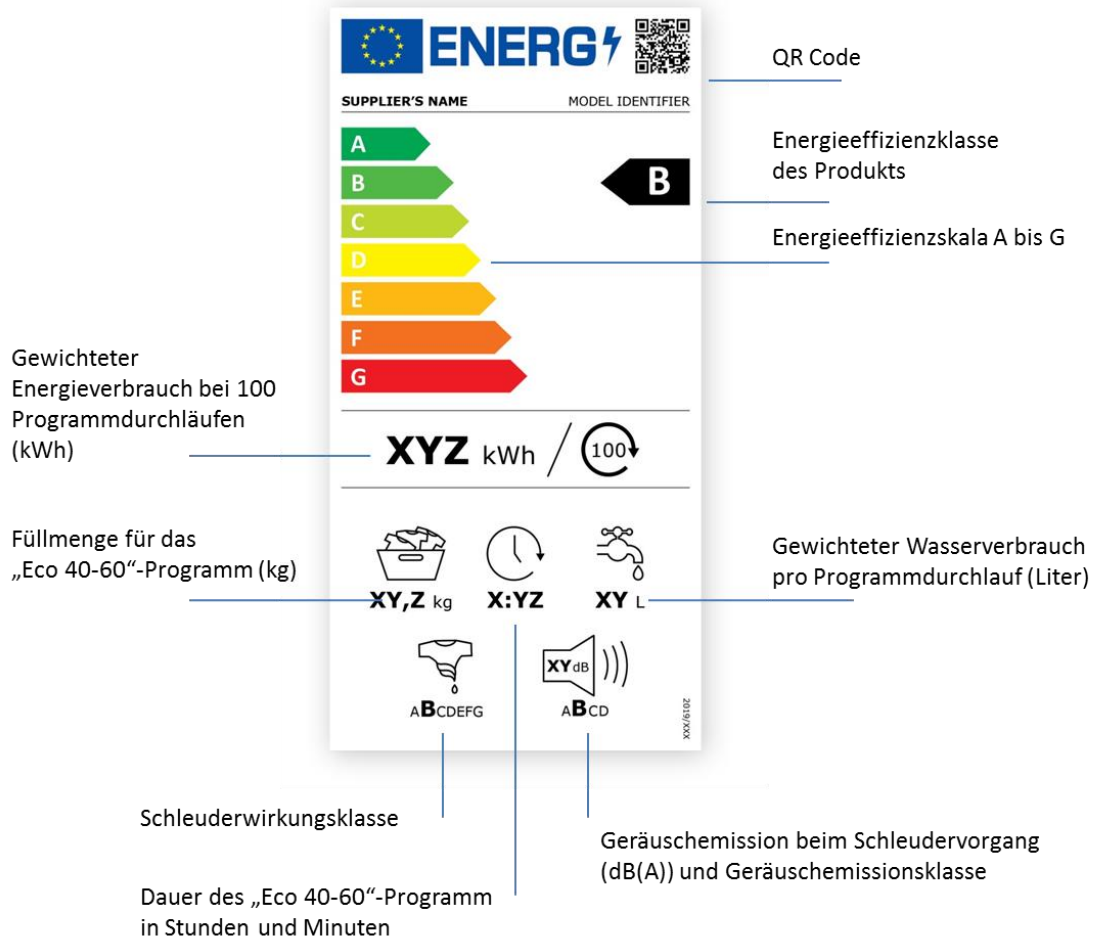 ENERG
QR Code
SUPPLIER'S NAME
MODEL IDENTIFIER
A
Energieeffizienzklasse
des Produkts
B
B
C
Energieeffizienzskala A bis G
D
E
F
G
Gewichteter
Energieverbrauch bei 100
Programmdurchläufen
(kWh)
XYZ kWh / 100
Füllmenge für das
„Eco 40-60“-Programm (kg)
Gewichteter Wasserverbrauch
pro Programmdurchlauf (Liter)
XY,Z kg
X:YZ
XY L
XY dB
ABCDEFG
ABCD
2019/XXX
Schleuderwirkungsklasse
Geräuschemission beim Schleudervorgang
(dB(A)) und Geräuschemissionsklasse
Dauer des „Eco 40-60“-Programm
in Stunden und Minuten